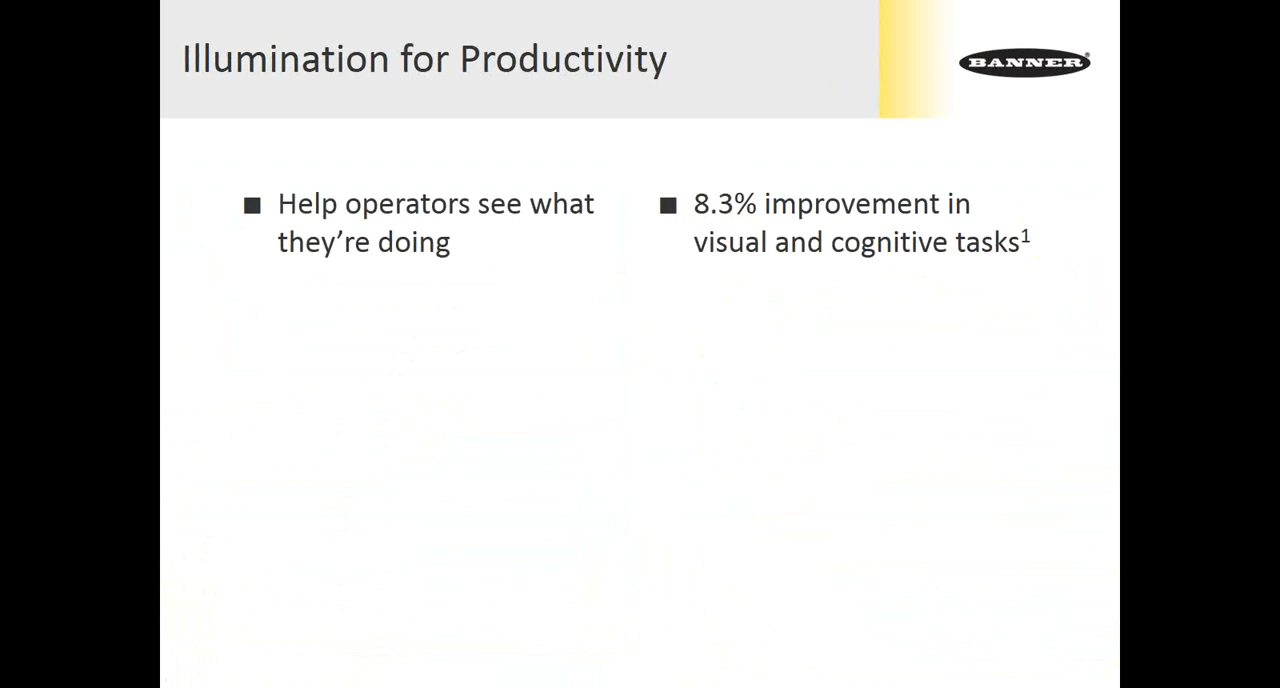 Illumination for Productivity
BANNER®
■ Help operators see what
they're doing
■ 8.3% improvement in
visual and cognitive tasks¹